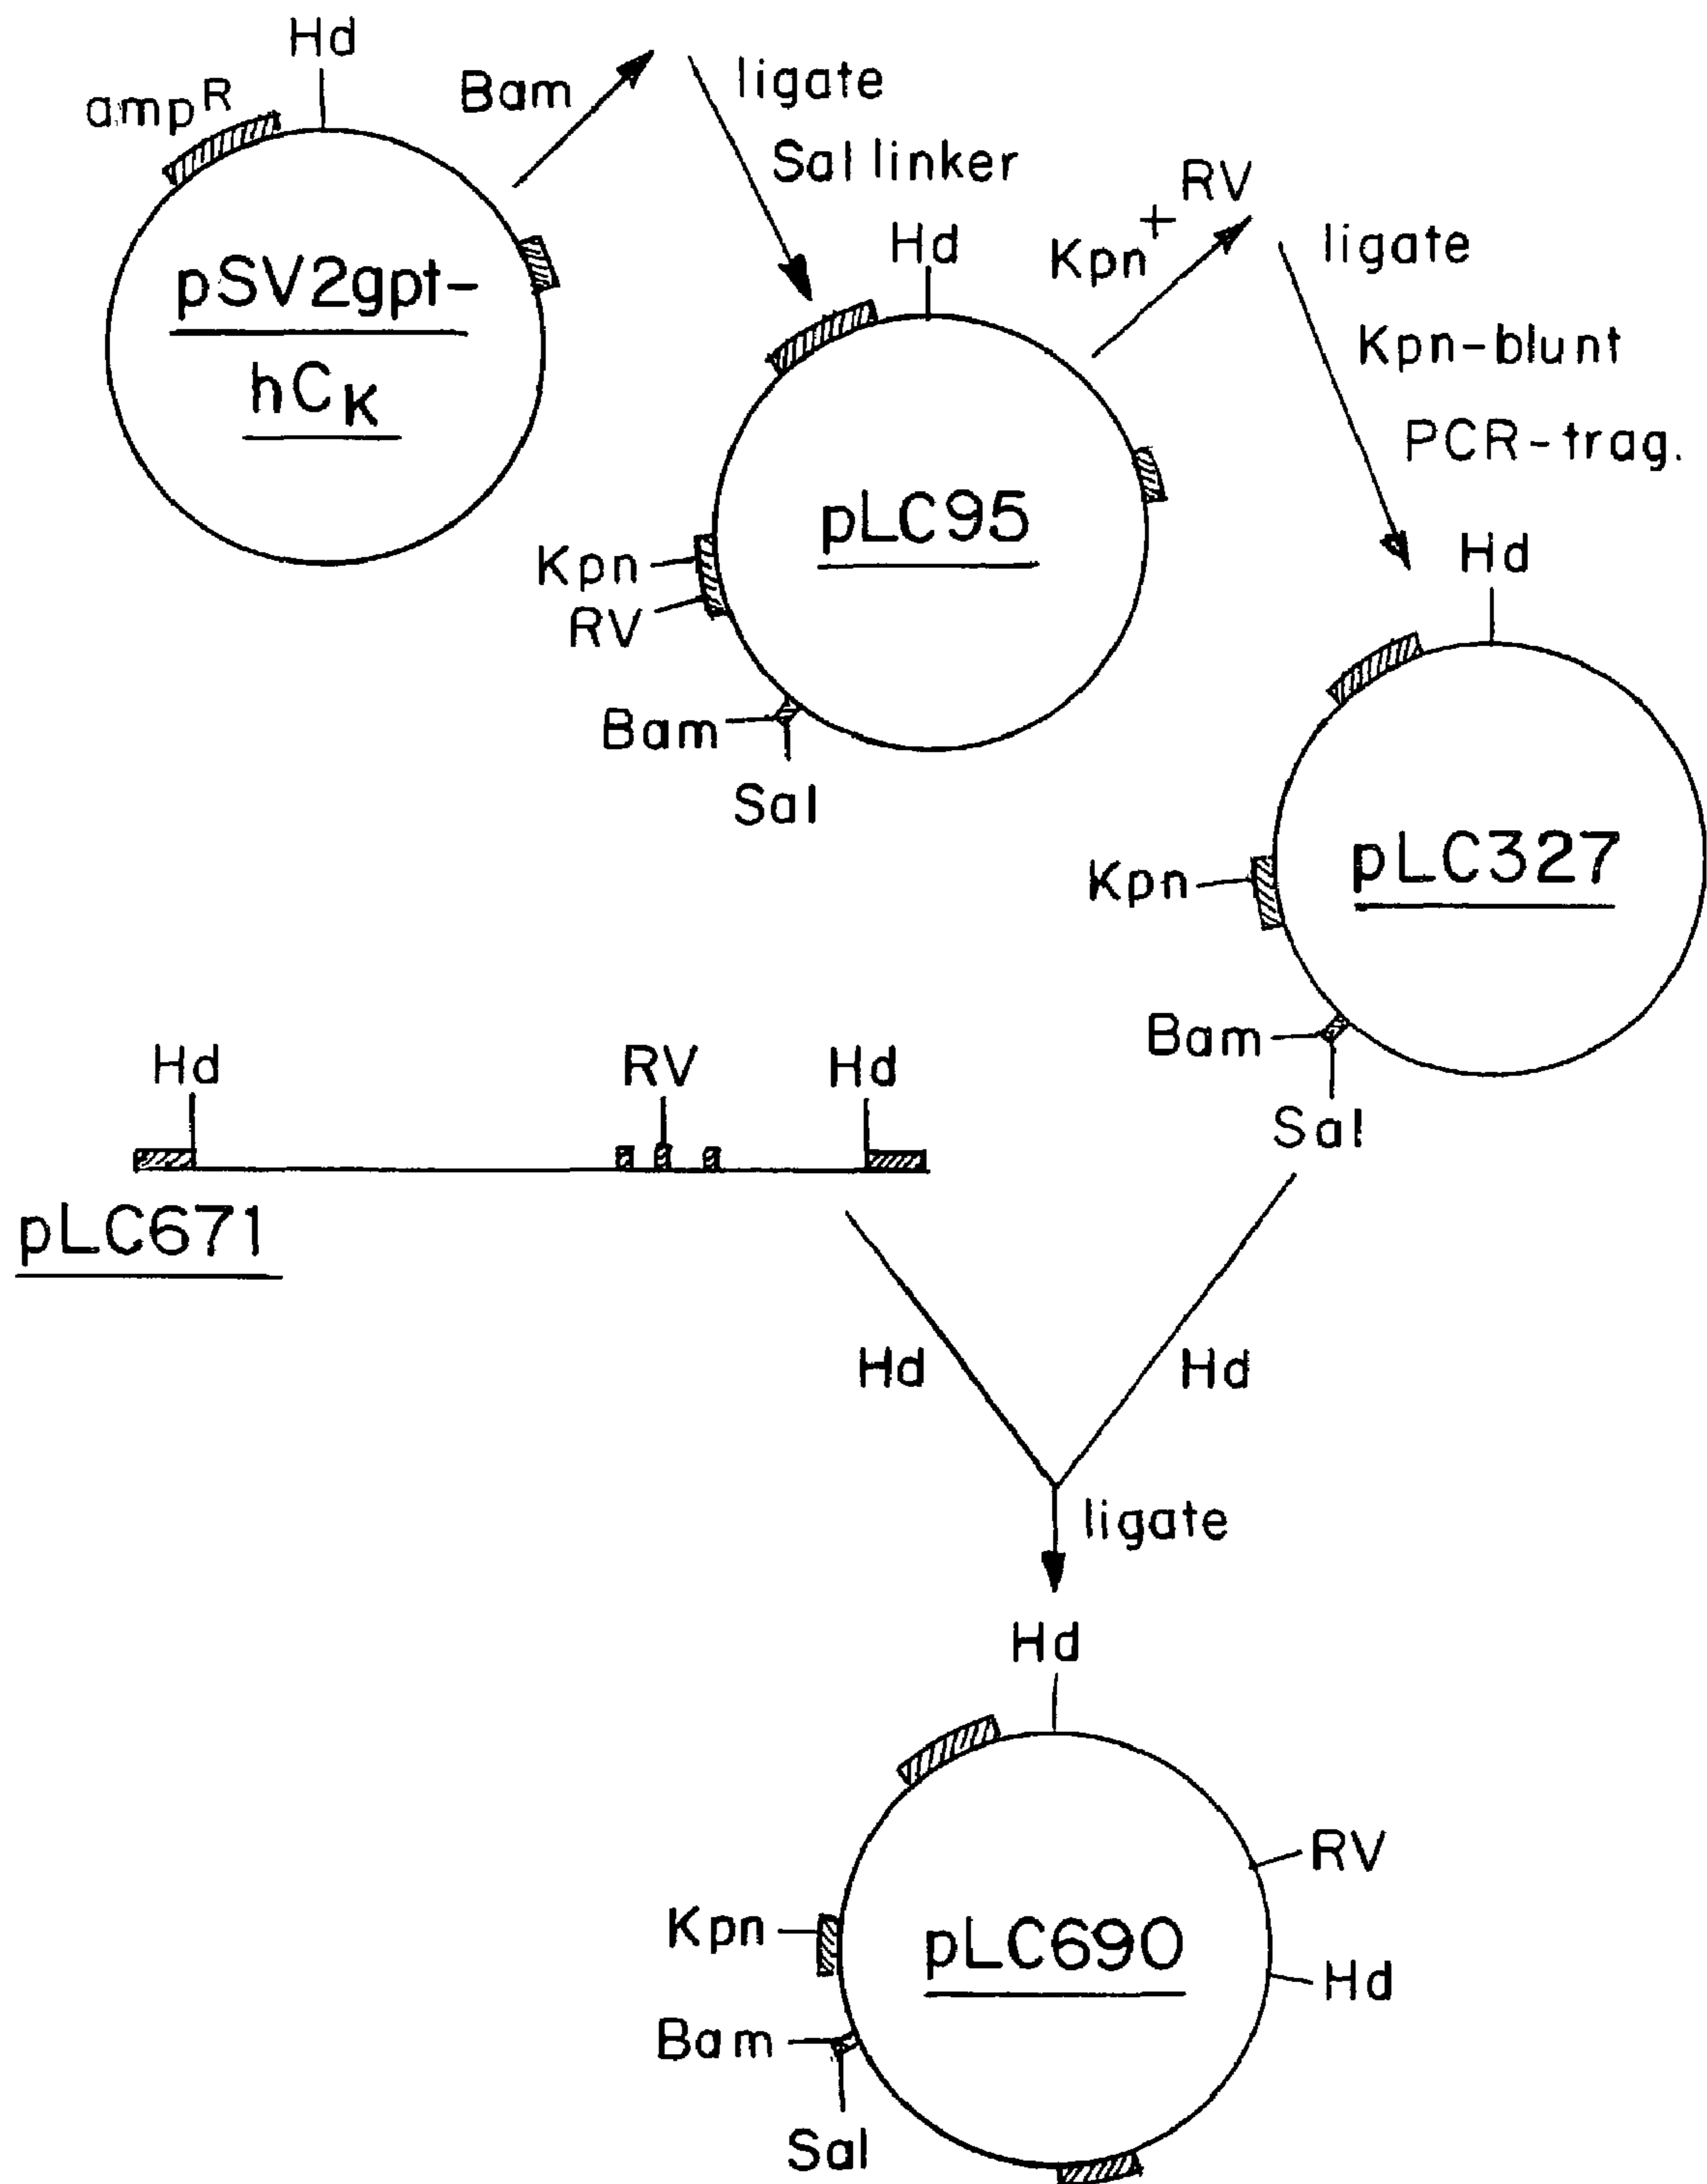 Hd
ampR
Bam
ligate
Sal linker
pSV2gpt-
hCK
Hd
Kpn + RV
ligate
Kpn-blunt
PCR-trag.
pLC95
Kpn
RV
Bam
Sal
Hd
pLC327
Kpn
Bam
Sal
Hd
RV
Hd
pLC671
Hd
Hd
ligate
Hd
RV
Kpn
pLC690
Hd
Bam
Sal